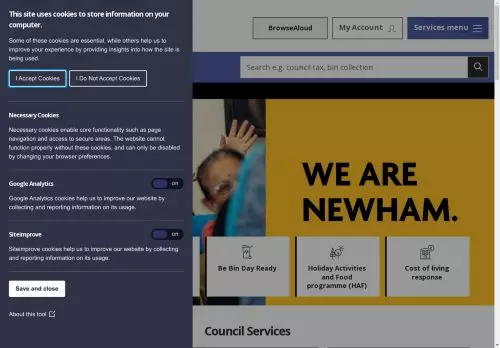 This site uses cookies to store information on your
computer.
Some of these cookies are essential, while others help us to
improve your experience by providing insights into how the site is
being used.
I Accept Cookies
I Do Not Accept Cookies
Necessary Cookies
Necessary cookies enable core functionality such as page
navigation and access to secure areas. The website cannot
function properly without these cookies, and can only be disabled
by changing your browser preferences.
Google Analytics
on
Google Analytics cookies help us to improve our website by
collecting and reporting information on its usage.
Siteimprove
on
Siteimprove cookies help us to improve our website by collecting
and reporting information on its usage.
Save and close
About this tool
BrowseAloud
My Account
Services menu
Search e.g. council tax, bin collection
WE ARE
NEWHAM.
Be Bin Day Ready
Holiday Activities
and Food
programme (HAF)
Cost of living
response
Council Services